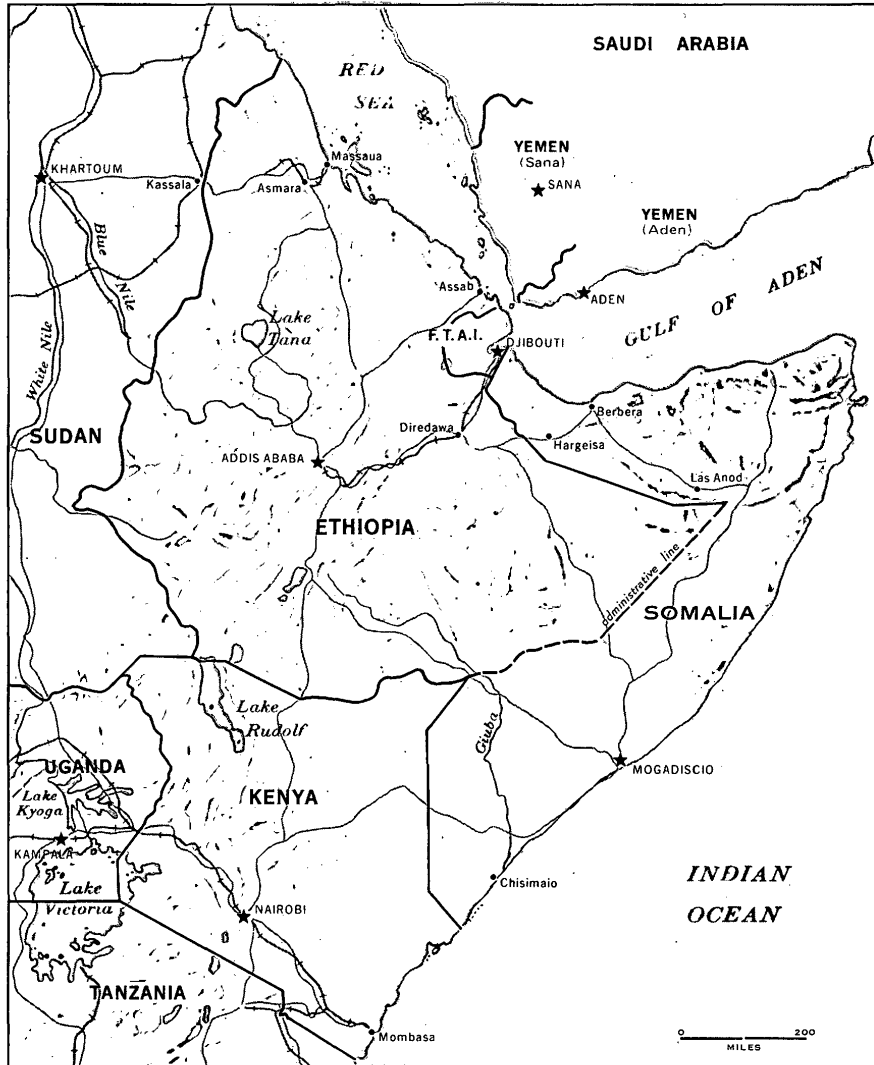 SAUDI ARABIA
RED
SEA
YEMEN
(Sana)
SANA
YEMEN
(Aden)
ADEN
GULF OF ADEN
KHARTOUM
Kassala
Asmara
Massaua
Blue
Nile
White Nile
Lake
Tana
Assab
F.T.A.I.
DJIBOUTI
SUDAN
ADDIS ABABA
Diredawa
Berbera
Hargeisa
Las Anod
ETHIOPIA
administrative line
SOMALIA
Lake
Rudolf
Giuba
UGANDA
Lake
Kyoga
KENYA
MOGADISCIO
KAMPALA
Lake
Victoria
NAIROBI
Chisimaio
INDIAN
OCEAN
TANZANIA
Mombasa
0 200
MILES